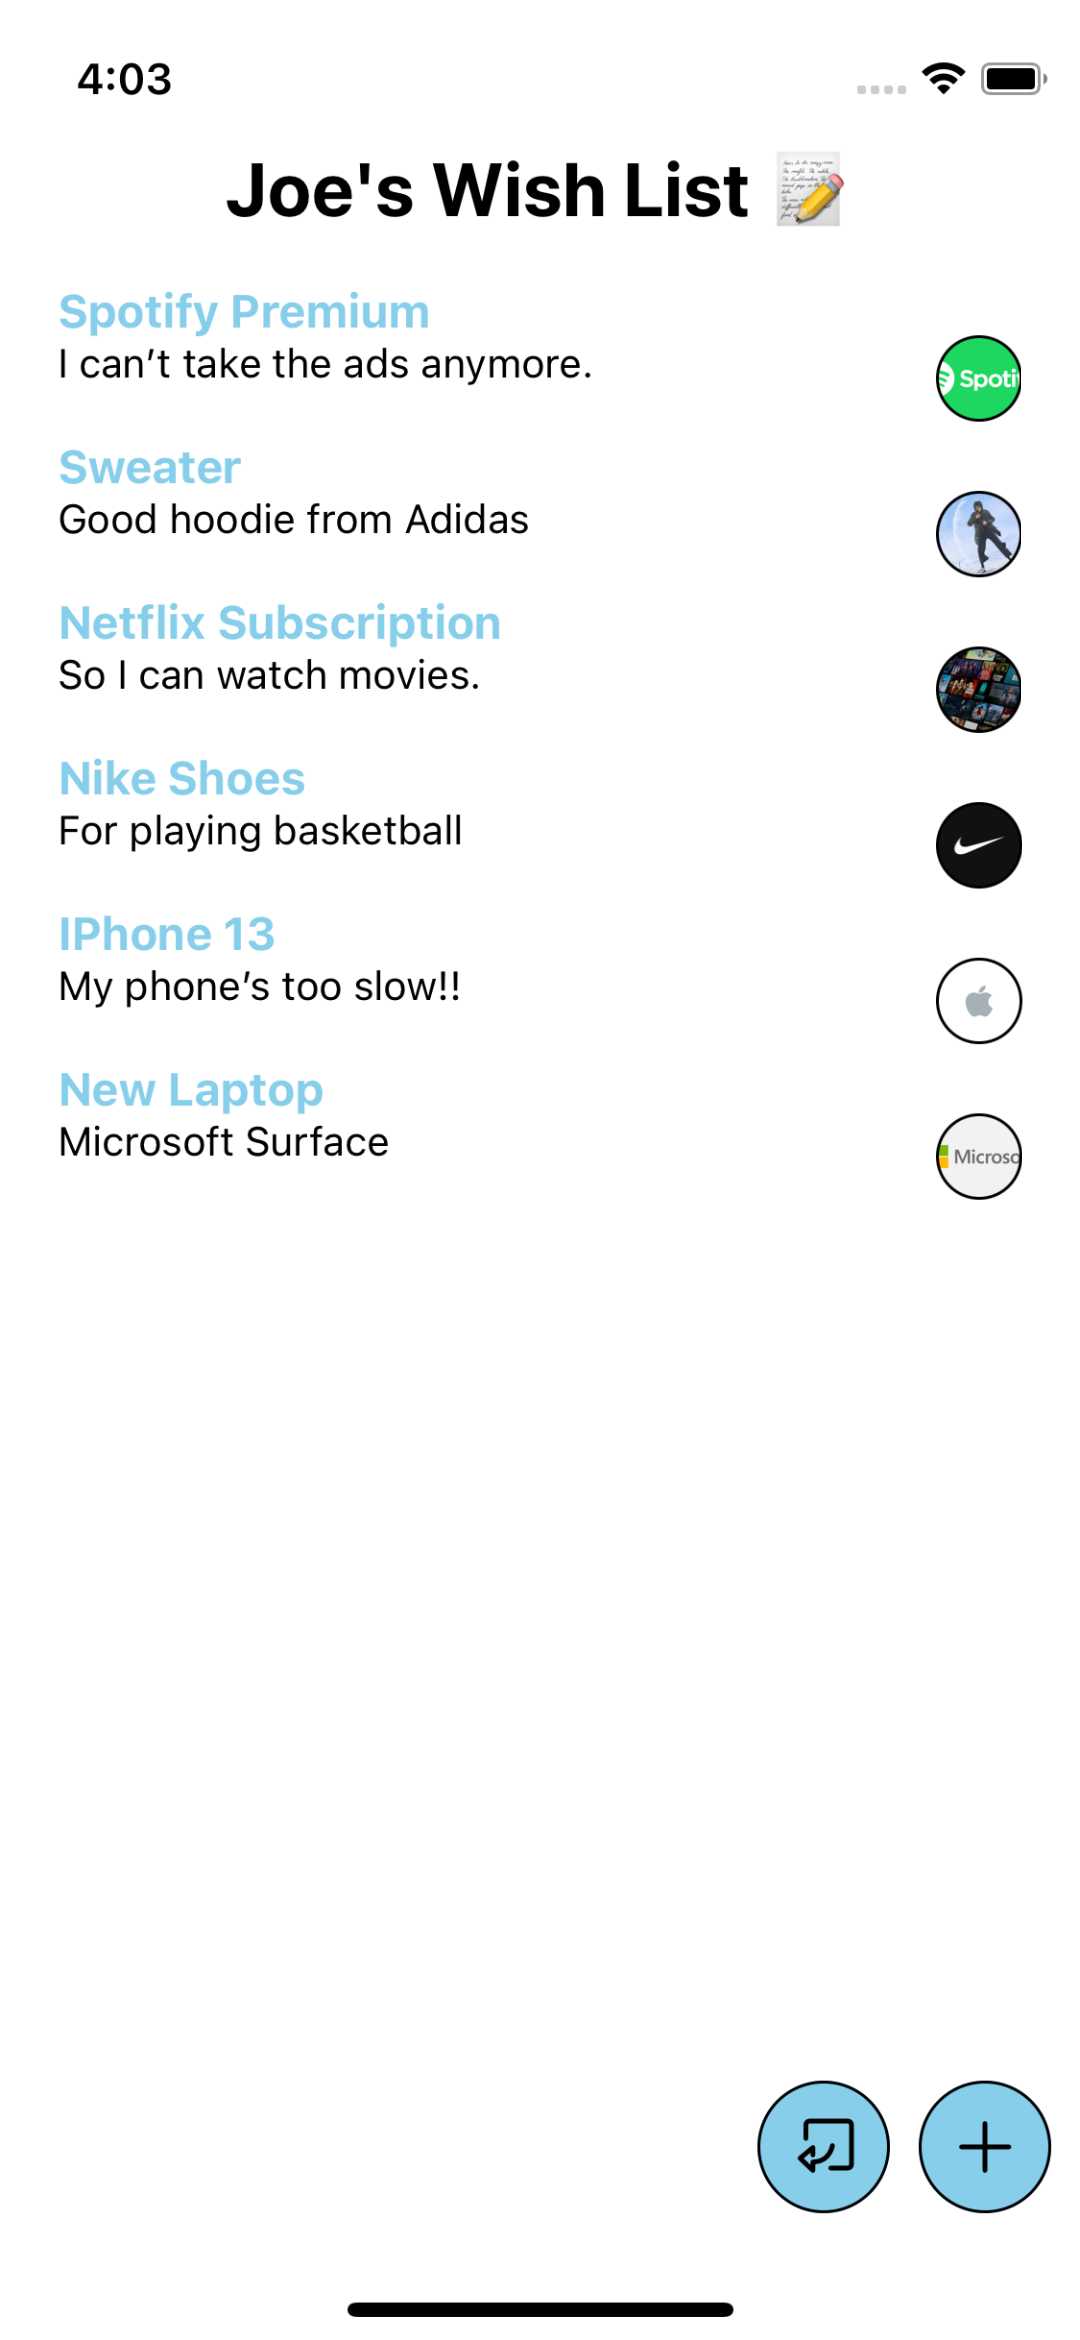 4:03
Joe's Wish List
Spotify Premium
I can’t take the ads anymore.
Spoti
Sweater
Good hoodie from Adidas
Netflix Subscription
So I can watch movies.
Nike Shoes
For playing basketball
IPhone 13
My phone’s too slow!!
New Laptop
Microsoft Surface
Microso